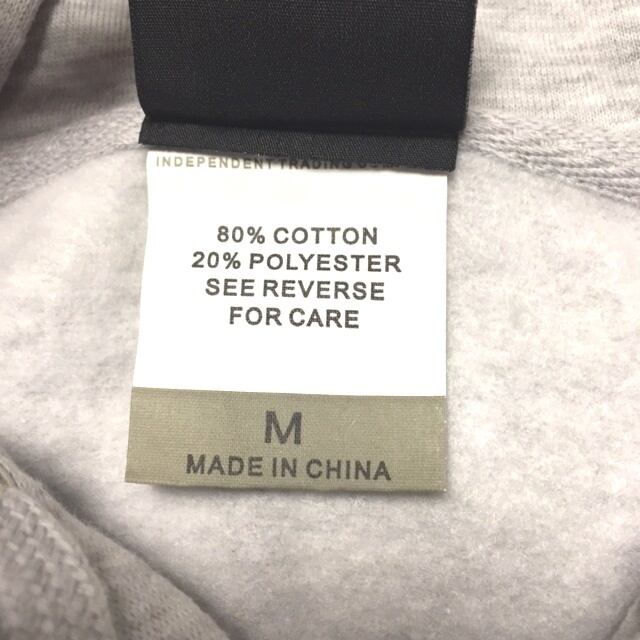 INDEPENDENT TRADING
80% COTTON
20% POLYESTER
SEE REVERSE
FOR CARE
M
MADE IN CHINA